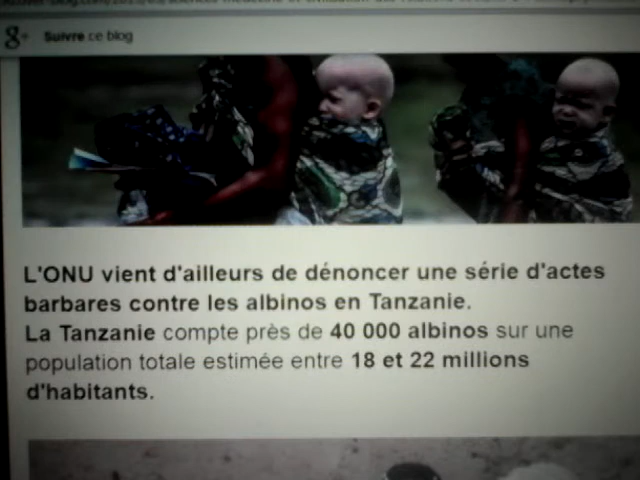 g+ Suivre ce blog
L'ONU vient d'ailleurs de dénoncer une série d'actes
barbares contre les albinos en Tanzanie.
La Tanzanie compte près de 40 000 albinos sur une
population totale estimée entre 18 et 22 millions
d'habitants.